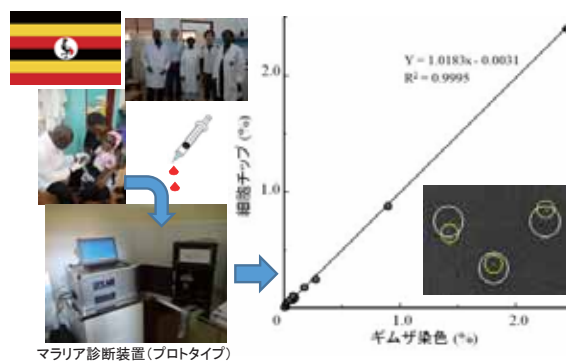 2.0
1.0
0
Y = 1.0183x - 0.0031
R² = 0.9995
細胞チップ(%)
0
1.0
2.0
ギムザ染色(%)
マラリア診断装置(プロトタイプ)